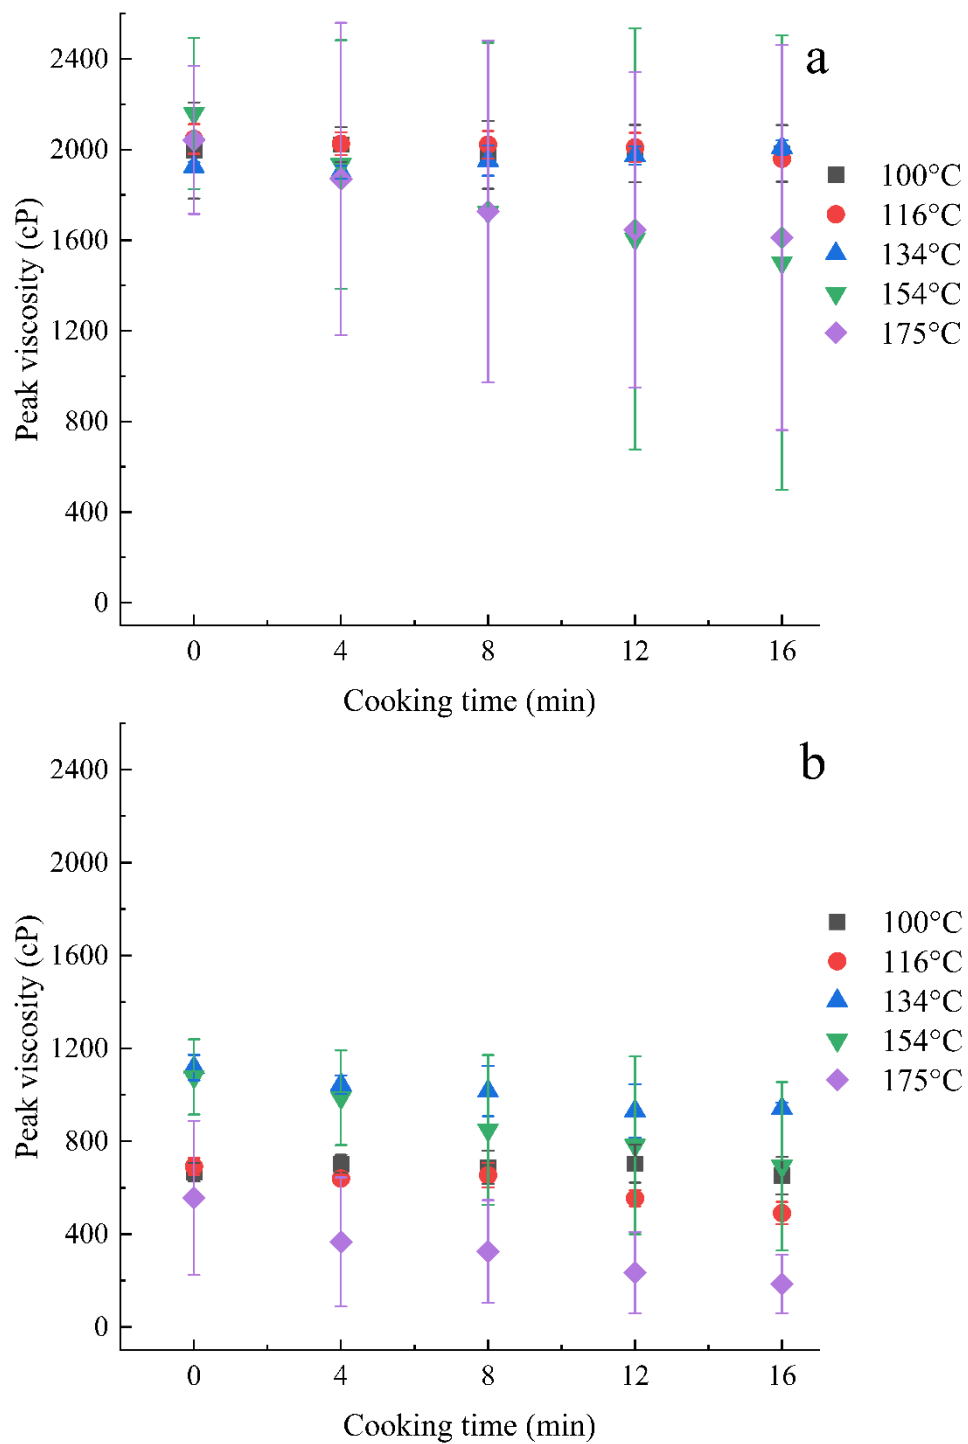 a
2400
2000
1600
1200
800
400
0
Peak viscosity (cP)
100°C
116°C
134°C
154°C
175°C
0 4 8 12 16
Cooking time (min)
b
2400
2000
1600
1200
800
400
0
Peak viscosity (cP)
100°C
116°C
134°C
154°C
175°C
0 4 8 12 16
Cooking time (min)